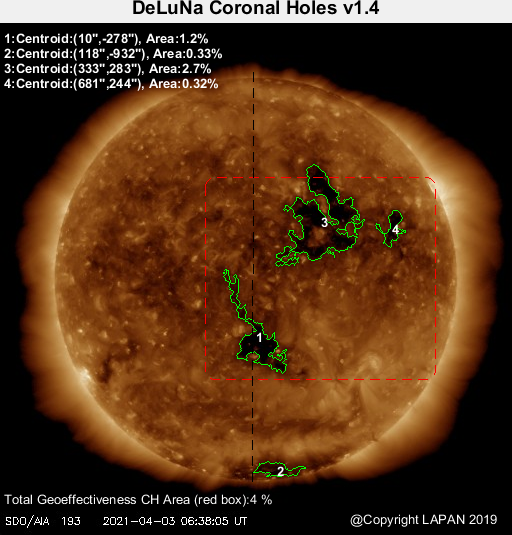 DeLuNa Coronal Holes v1.4
1:Centroid:(10",-278"), Area:1.2%
2:Centroid:(118",-932"), Area:0.33%
3:Centroid:(333",283"), Area:2.7%
4:Centroid:(681",244"), Area:0.32%
3
4
1
2
Total Geoeffectiveness CH Area (red box):4 %
SDO/AIA 193 2021-04-03 06:38:05 UT
@Copyright LAPAN 2019